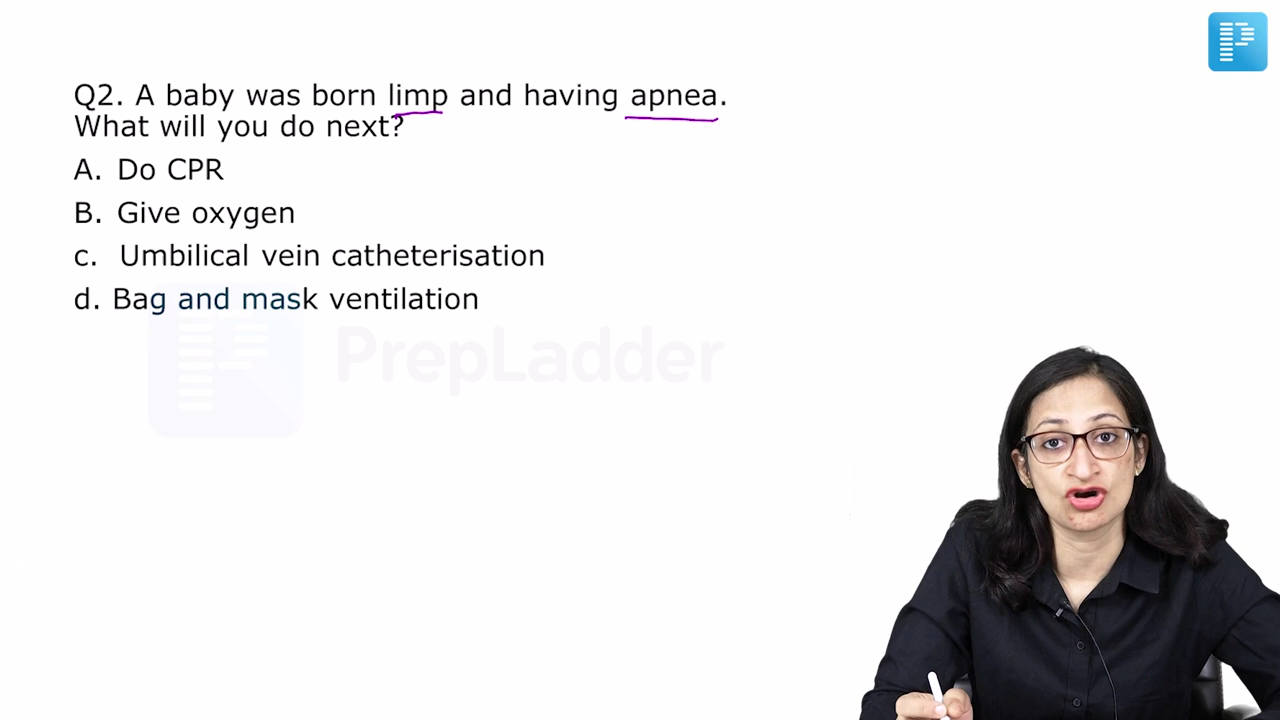 Q2. A baby was born limp and having apnea.
What will you do next?
A. Do CPR
B. Give oxygen
c. Umbilical vein catheterisation
d. Bag and mask ventilation
PrepLadder